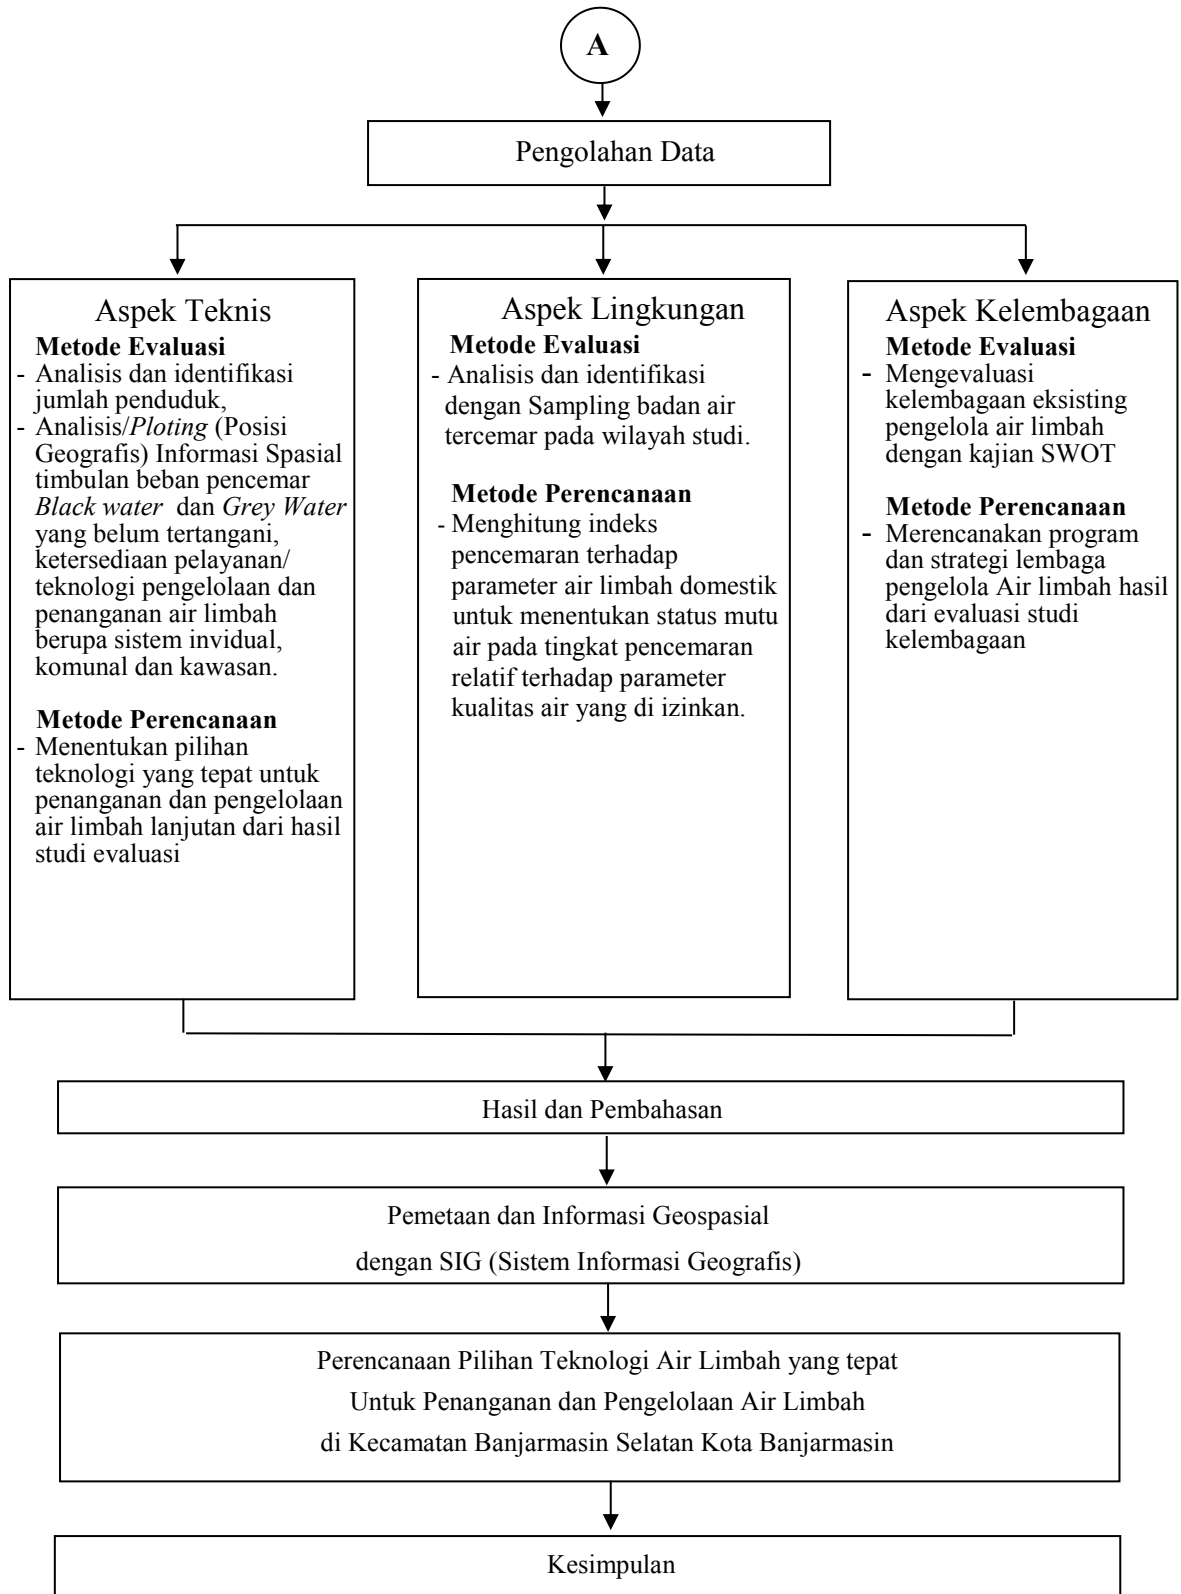 A
Pengolahan Data
Aspek Teknis
Metode Evaluasi
- Analisis dan identifikasi
jumlah penduduk,
- Analisis/Ploting (Posisi
Geografis) Informasi Spasial
timbulan beban pencemar
Black water dan Grey Water
yang belum tertangani,
ketersediaan pelayanan/
teknologi pengelolaan dan
penanganan air limbah
berupa sistem invidual,
komunal dan kawasan.
Metode Perencanaan
- Menentukan pilihan
teknologi yang tepat untuk
penanganan dan pengelolaan
air limbah lanjutan dari hasil
studi evaluasi
Aspek Lingkungan
Metode Evaluasi
- Analisis dan identifikasi
dengan Sampling badan air
tercemar pada wilayah studi.
Metode Perencanaan
- Menghitung indeks
pencemaran terhadap
parameter air limbah domestik
untuk menentukan status mutu
air pada tingkat pencemaran
relatif terhadap parameter
kualitas air yang di izinkan.
Aspek Kelembagaan
Metode Evaluasi
- Mengevaluasi
kelembagaan eksisting
pengelola air limbah
dengan kajian SWOT
Metode Perencanaan
- Merencanakan program
dan strategi lembaga
pengelola Air limbah hasil
dari evaluasi studi
kelembagaan
Hasil dan Pembahasan
Pemetaan dan Informasi Geospasial
dengan SIG (Sistem Informasi Geografis)
Perencanaan Pilihan Teknologi Air Limbah yang tepat
Untuk Penanganan dan Pengelolaan Air Limbah
di Kecamatan Banjarmasin Selatan Kota Banjarmasin
Kesimpulan